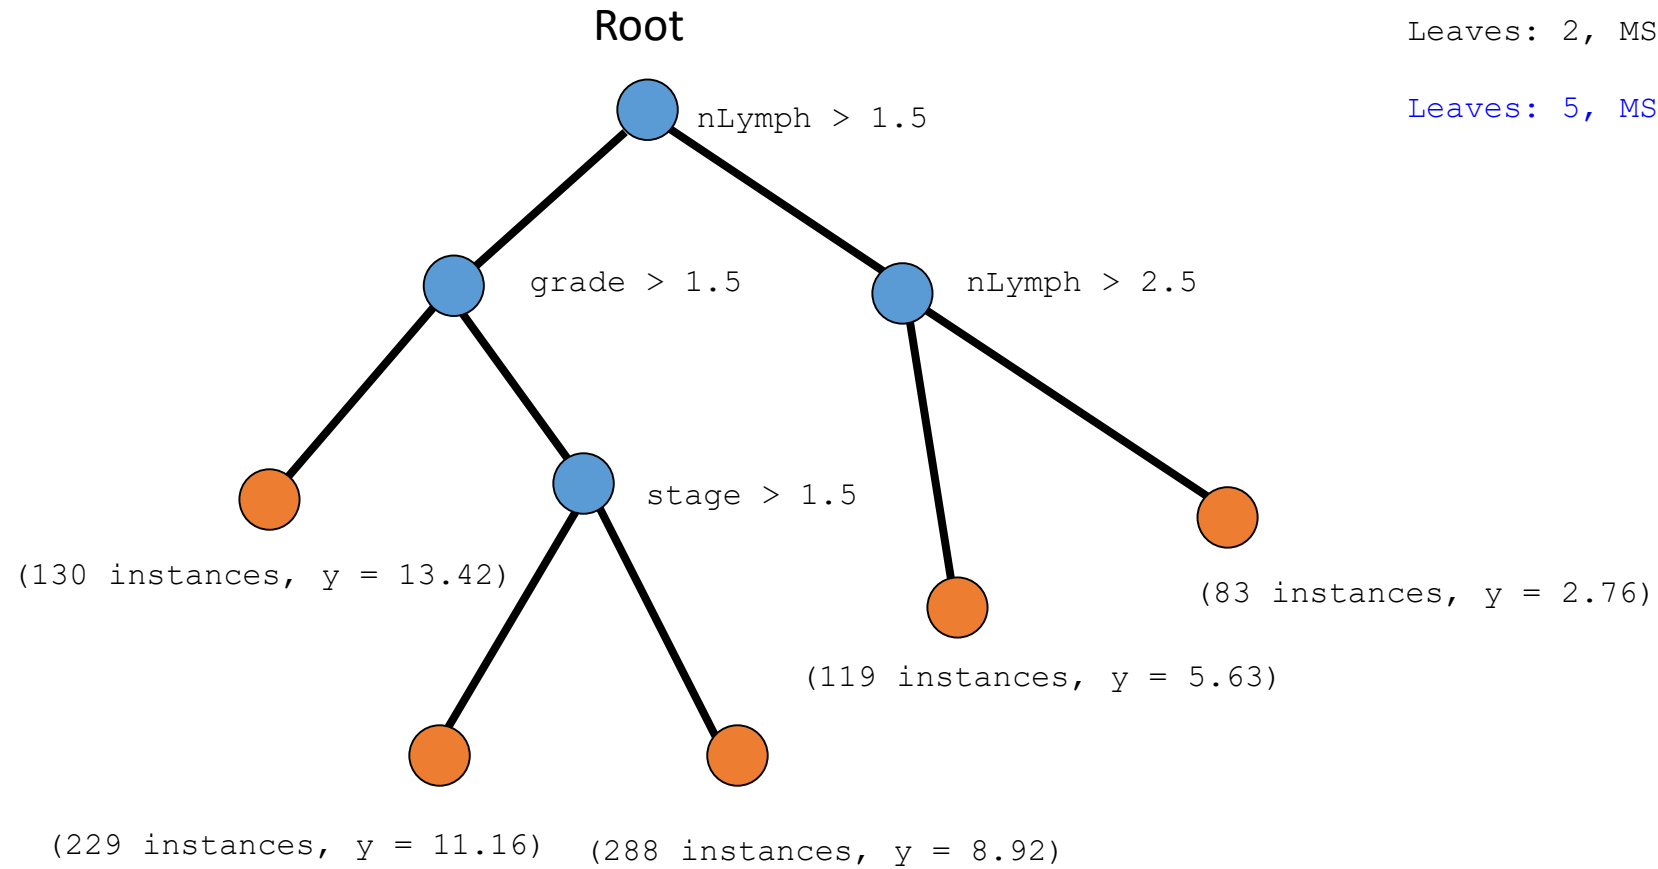 Root
Leaves: 2, MS
nLymph > 1.5
Leaves: 5, MS
grade > 1.5
nLymph > 2.5
stage > 1.5
(130 instances, y = 13.42)
(83 instances, y = 2.76)
(119 instances, y = 5.63)
(229 instances, y = 11.16)
(288 instances, y = 8.92)